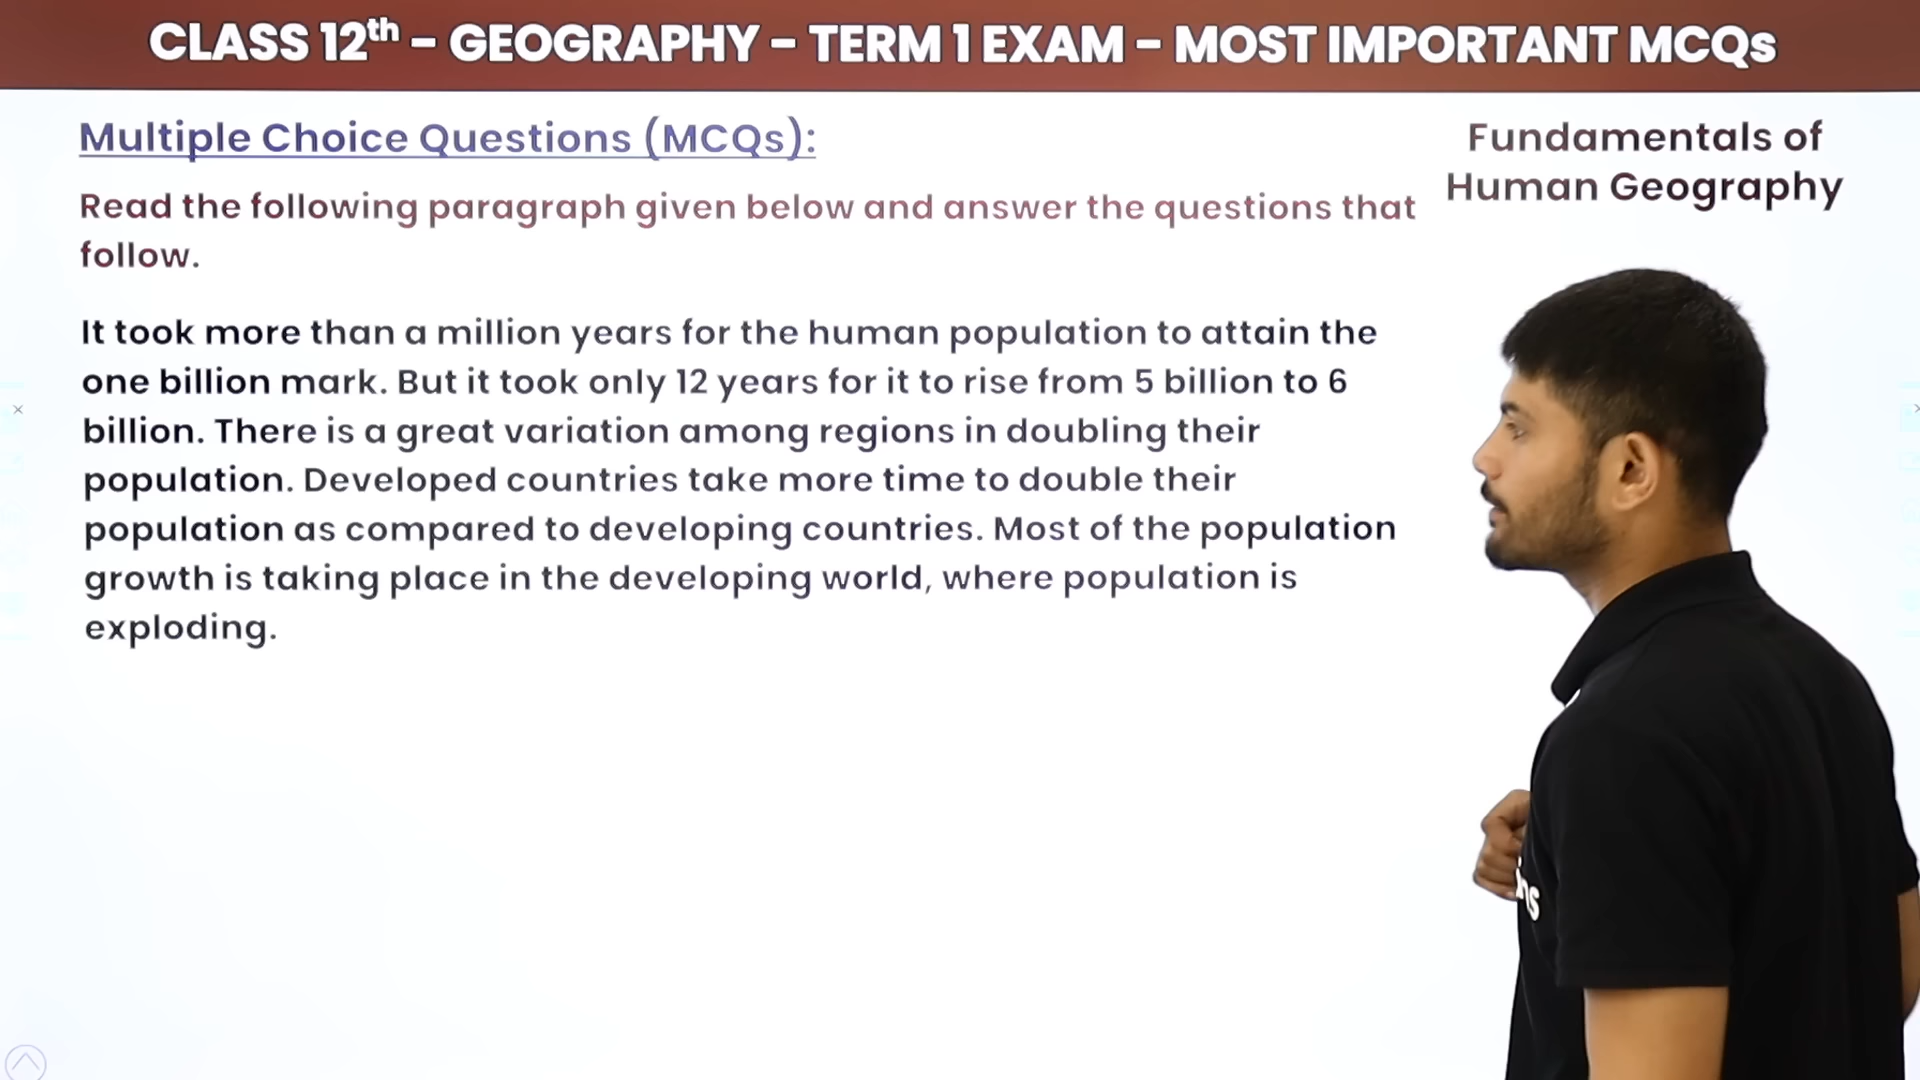 CLASS 12th - GEOGRAPHY - TERM 1 EXAM - MOST IMPORTANT MCQs
Multiple Choice Questions (MCQs):
Fundamentals of
Human Geography
Read the following paragraph given below and answer the questions that
follow.
It took more than a million years for the human population to attain the
one billion mark. But it took only 12 years for it to rise from 5 billion to 6
billion. There is a great variation among regions in doubling their
population. Developed countries take more time to double their
population as compared to developing countries. Most of the population
growth is taking place in the developing world, where population is
exploding.